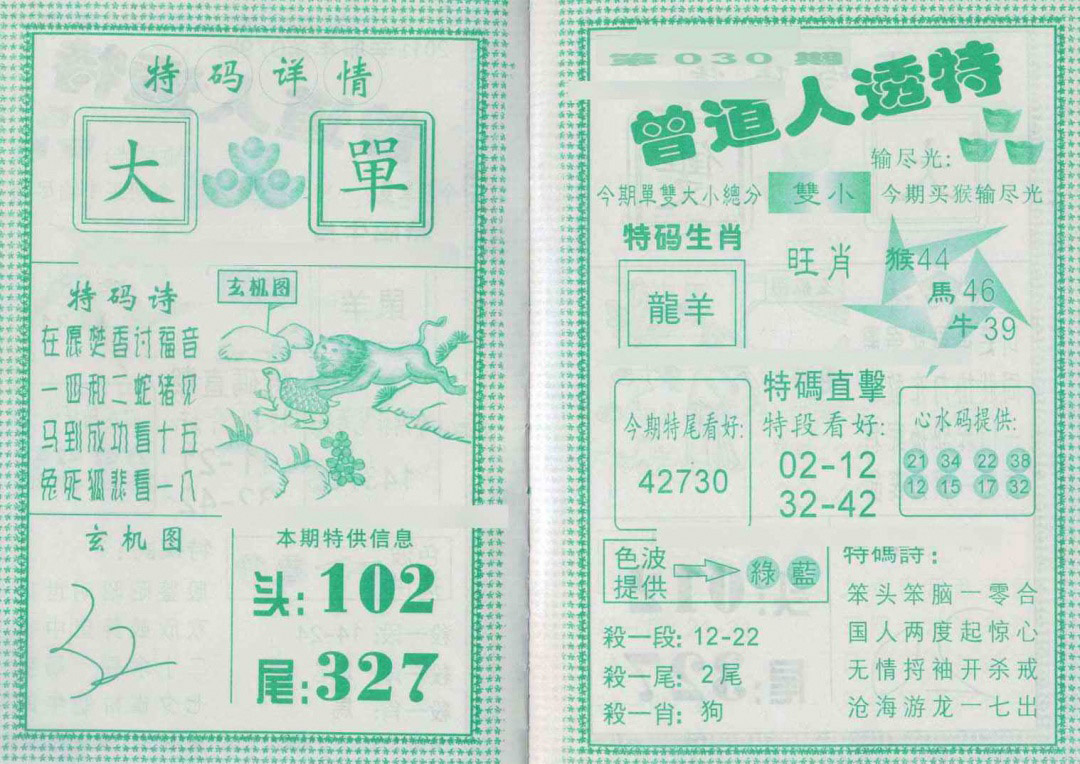 特码详情
大 單
特码诗
在愿焚香讨福音
一四和二蛇猪见
马到成功看十五
兔死狐悲看一八
玄机图
玄机图
本期特供信息
头:102
尾:327
第030期
曾道人透特
输尽光:
今期單雙大小總分 雙小 今期买猴输尽光
特码生肖
龍羊
旺肖
猴44
馬46
牛39
今期特尾看好:
42730
特碼直擊
特段看好:
02-12
32-42
心水码提供:
21 34 22 38
12 15 17 32
色波
提供
綠 藍
殺一段: 12-22
殺一尾: 2尾
殺一肖: 狗
特碼詩:
笨头笨脑一零合
国人两度起惊心
无情捋袖开杀戒
沧海游龙一七出